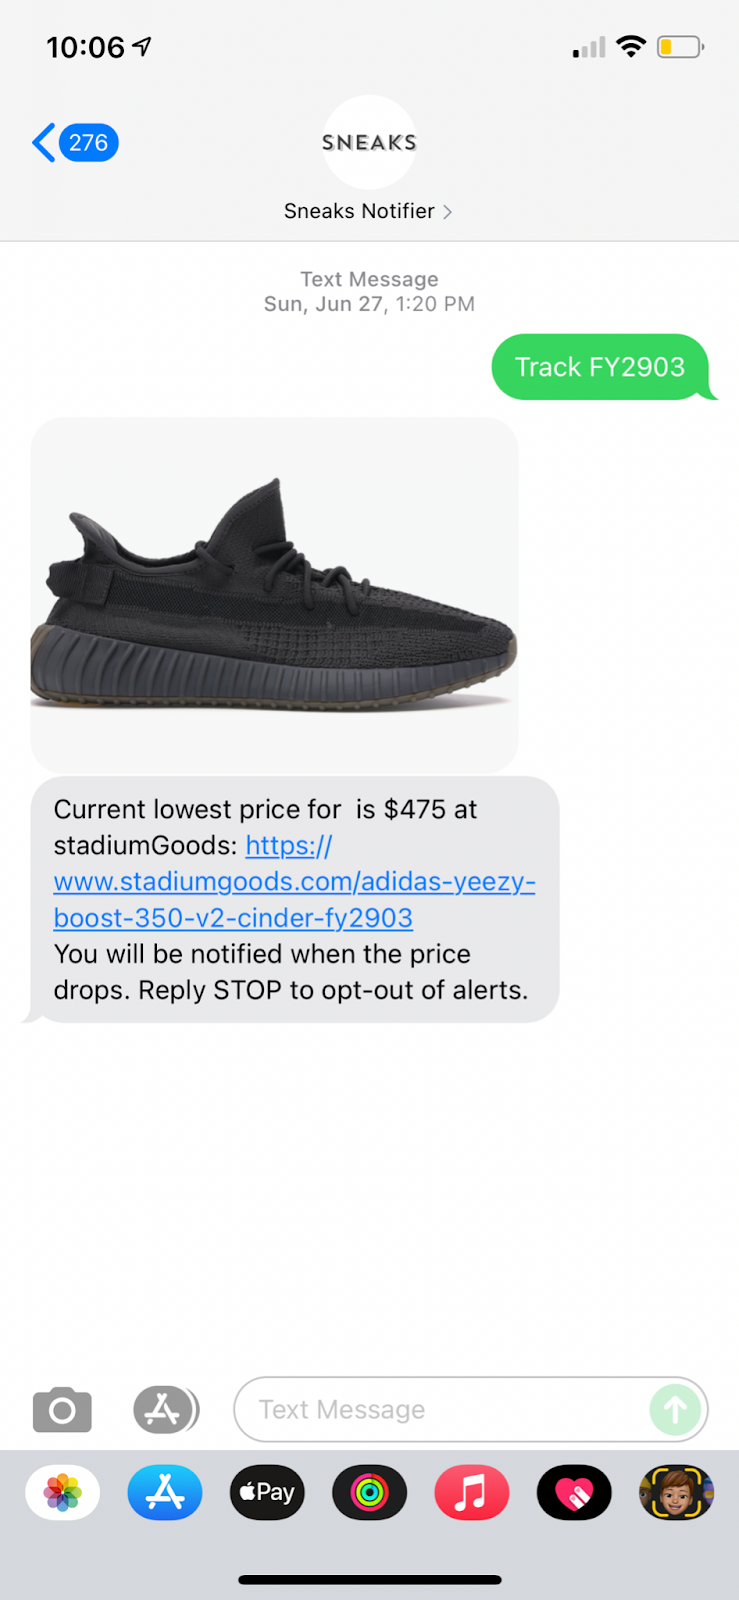 10:06
276
SNEAKS
Sneaks Notifier
Text Message
Sun, Jun 27, 1:20 PM
Track FY2903
Current lowest price for  is $475 at
stadiumGoods: https://
www.stadiumgoods.com/adidas-yeezy-
boost-350-v2-cinder-fy2903
You will be notified when the price
drops. Reply STOP to opt-out of alerts.
Text Message
Pay